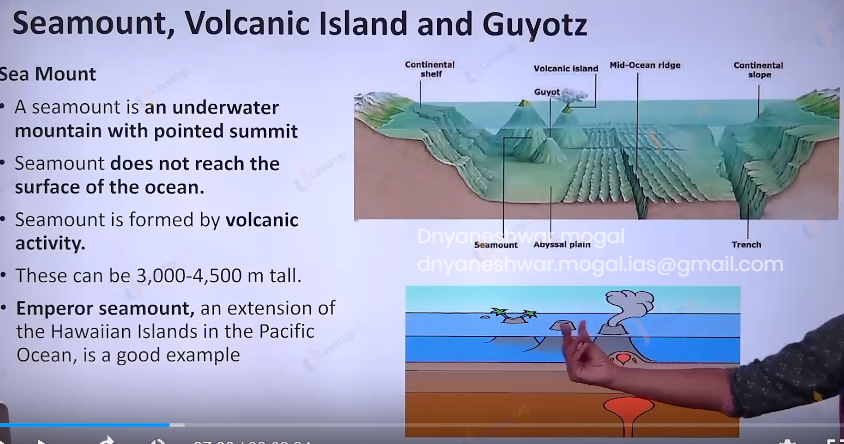 Seamount, Volcanic Island and Guyotz
Sea Mount
• A seamount is an underwater
mountain with pointed summit
• Seamount does not reach the
surface of the ocean.
• Seamount is formed by volcanic
activity.
• These can be 3,000-4,500 m tall.
• Emperor seamount, an extension of
the Hawaiian Islands in the Pacific
Ocean, is a good example
Continental
shelf
Volcanic island
Mid-Ocean ridge
Continental
slope
Guyot
Dnyaneshwar.mogal
Seamount
Abyssal plain
Trench
dnyaneshwar.mogal.ias@gmail.com